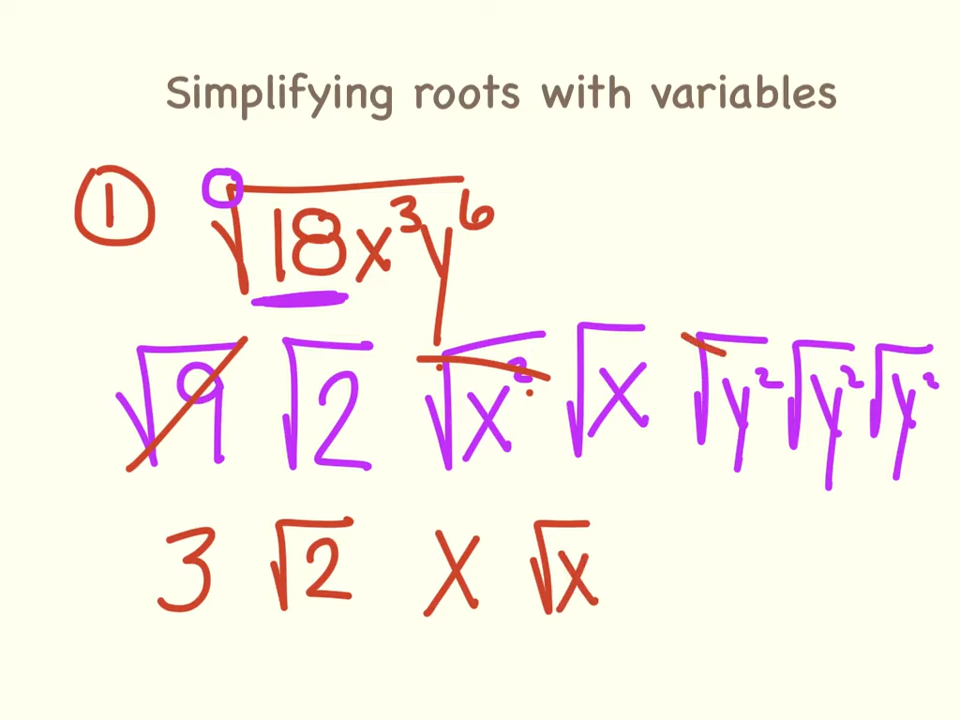 Simplifying roots with variables
① √18x³y⁶
√9 √2 √x² √x √y² √y² √y²
3 √2 x √x